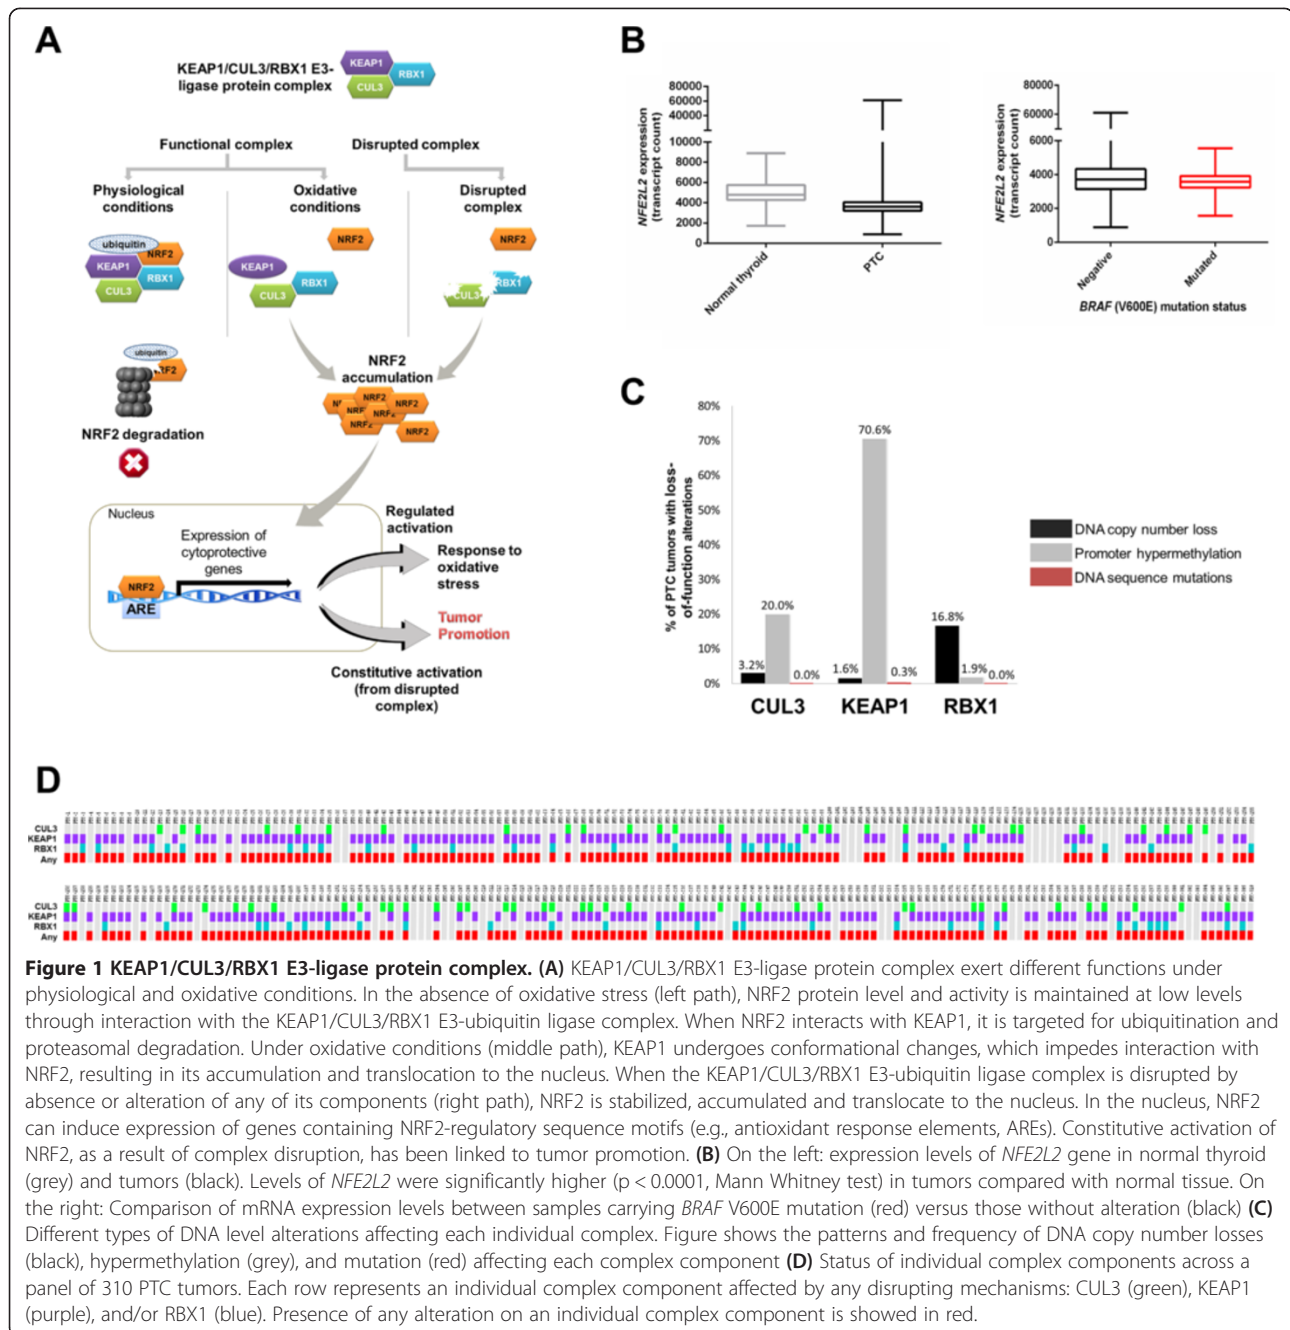 A
KEAP1/CUL3/RBX1 E3-
ligase protein complex
KEAP1
RBX1
CUL3
Functional complex
Disrupted complex
Physiological
conditions
Oxidative
conditions
Disrupted
complex
ubiquitin
NRF2
KEAP1
RBX1
CUL3
NRF2
KEAP1
RBX1
CUL3
NRF2
RBX1
CUL3
ubiquitin
NRF2
NRF2 degradation
NRF2
accumulation
NRF2
NRF2
NRF2
NRF2
NRF2
Nucleus
Expression of
cytoprotective
genes
NRF2
ARE
Regulated
activation
Response to
oxidative
stress
Tumor
Promotion
Constitutive activation
(from disrupted
complex)
B
NFE2L2 expression
(transcript count)
80000
60000
40000
10000
8000
6000
4000
2000
0
Normal thyroid
PTC
NFE2L2 expression
(transcript count)
80000
60000
6000
4000
2000
0
Negative
Mutated
BRAF (V600E) mutation status
C
% of PTC tumors with loss-
of-function alterations
80%
70%
60%
50%
40%
30%
20%
10%
0%
3.2%
20.0%
0.0%
1.6%
70.6%
0.3%
16.8%
1.9%
0.0%
CUL3
KEAP1
RBX1
DNA copy number loss
Promoter hypermethylation
DNA sequence mutations
D
CUL3
KEAP1
RBX1
Any
CUL3
KEAP1
RBX1
Any
Figure 1 KEAP1/CUL3/RBX1 E3-ligase protein complex. (A) KEAP1/CUL3/RBX1 E3-ligase protein complex exert different functions under
physiological and oxidative conditions. In the absence of oxidative stress (left path), NRF2 protein level and activity is maintained at low levels
through interaction with the KEAP1/CUL3/RBX1 E3-ubiquitin ligase complex. When NRF2 interacts with KEAP1, it is targeted for ubiquitination and
proteasomal degradation. Under oxidative conditions (middle path), KEAP1 undergoes conformational changes, which impedes interaction with
NRF2, resulting in its accumulation and translocation to the nucleus. When the KEAP1/CUL3/RBX1 E3-ubiquitin ligase complex is disrupted by
absence or alteration of any of its components (right path), NRF2 is stabilized, accumulated and translocate to the nucleus. In the nucleus, NRF2
can induce expression of genes containing NRF2-regulatory sequence motifs (e.g., antioxidant response elements, AREs). Constitutive activation of
NRF2, as a result of complex disruption, has been linked to tumor promotion. (B) On the left: expression levels of NFE2L2 gene in normal thyroid
(grey) and tumors (black). Levels of NFE2L2 were significantly higher (p < 0.0001, Mann Whitney test) in tumors compared with normal tissue. On
the right: Comparison of mRNA expression levels between samples carrying BRAF V600E mutation (red) versus those without alteration (black) (C)
Different types of DNA level alterations affecting each individual complex. Figure shows the patterns and frequency of DNA copy number losses
(black), hypermethylation (grey), and mutation (red) affecting each complex component (D) Status of individual complex components across a
panel of 310 PTC tumors. Each row represents an individual complex component affected by any disrupting mechanisms: CUL3 (green), KEAP1
(purple), and/or RBX1 (blue). Presence of any alteration on an individual complex component is showed in red.